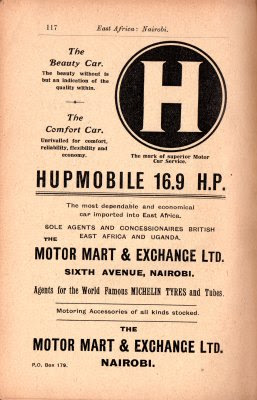 117
East Africa: Nairobi.
The
Beauty Car.
The beauty without is
but an indication of the
quality within.
The
Comfort Car.
Unrivalled for comfort,
reliability, flexibility and
economy.
H
The mark of superior Motor
Car Service.
HUPMOBILE 16.9 H.P.
The most dependable and economical
car imported into East Africa.
SOLE AGENTS AND CONCESSIONAIRES BRITISH
EAST AFRICA AND UGANDA.
THE
MOTOR MART & EXCHANGE LTD.
SIXTH AVENUE, NAIROBI.
Agents for the World Famous MICHELIN TYRES and Tubes.
Motoring Accessories of all kinds stocked.
THE
MOTOR MART & EXCHANGE LTD.
NAIROBI.
P.O. Box 179.